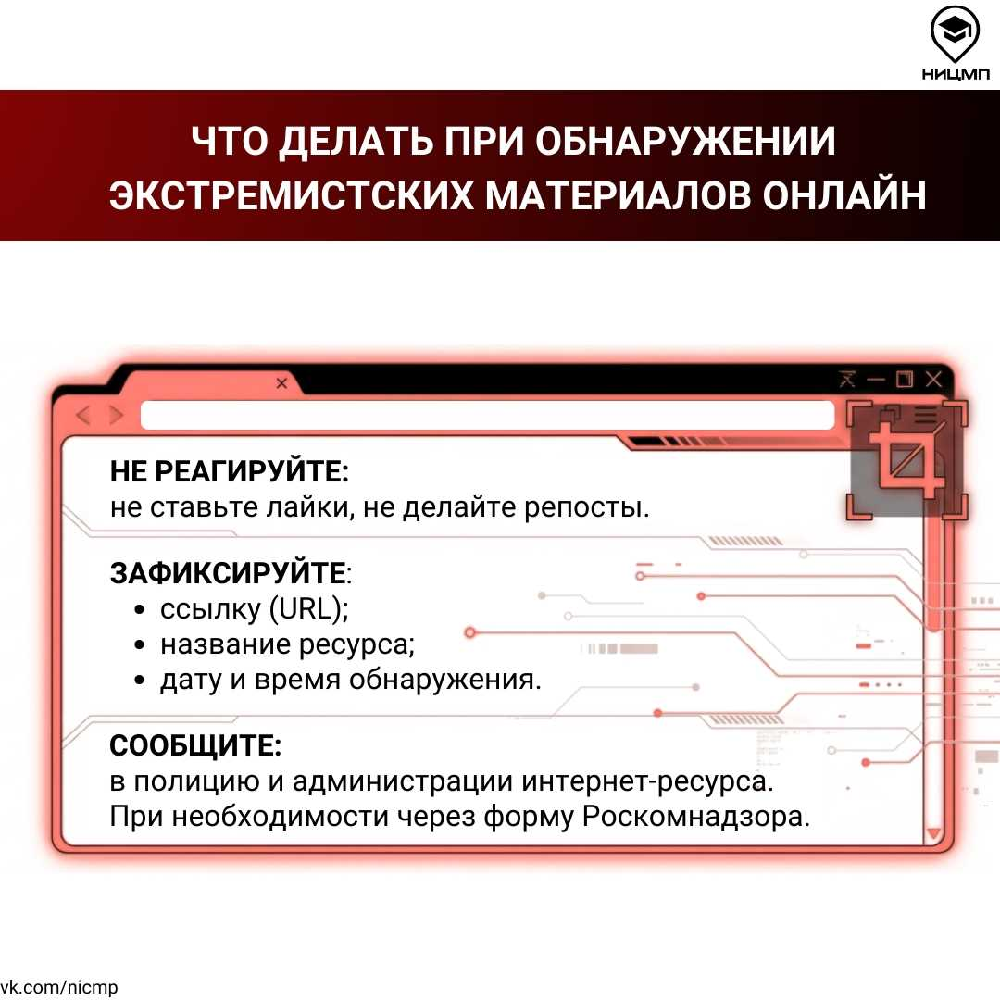 НИЦМП
ЧТО ДЕЛАТЬ ПРИ ОБНАРУЖЕНИИ
ЭКСТРЕМИСТСКИХ МАТЕРИАЛОВ ОНЛАЙН
НЕ РЕАГИРУЙТЕ:
не ставьте лайки, не делайте репосты.
ЗАФИКСИРУЙТЕ:
• ссылку (URL);
• название ресурса;
• дату и время обнаружения.
СООБЩИТЕ:
в полицию и администрации интернет-ресурса.
При необходимости через форму Роскомнадзора.
vk.com/nicmp